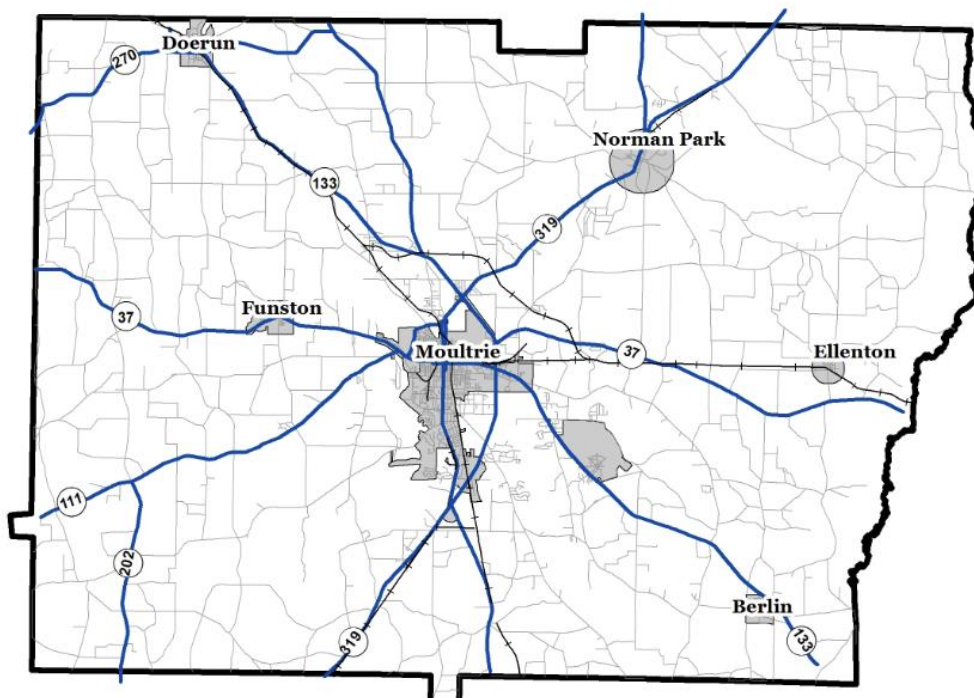 Doerun
270
Norman Park
133
319
Funston
37
Moultrie
37
Ellenton
111
202
Berlin
319
133